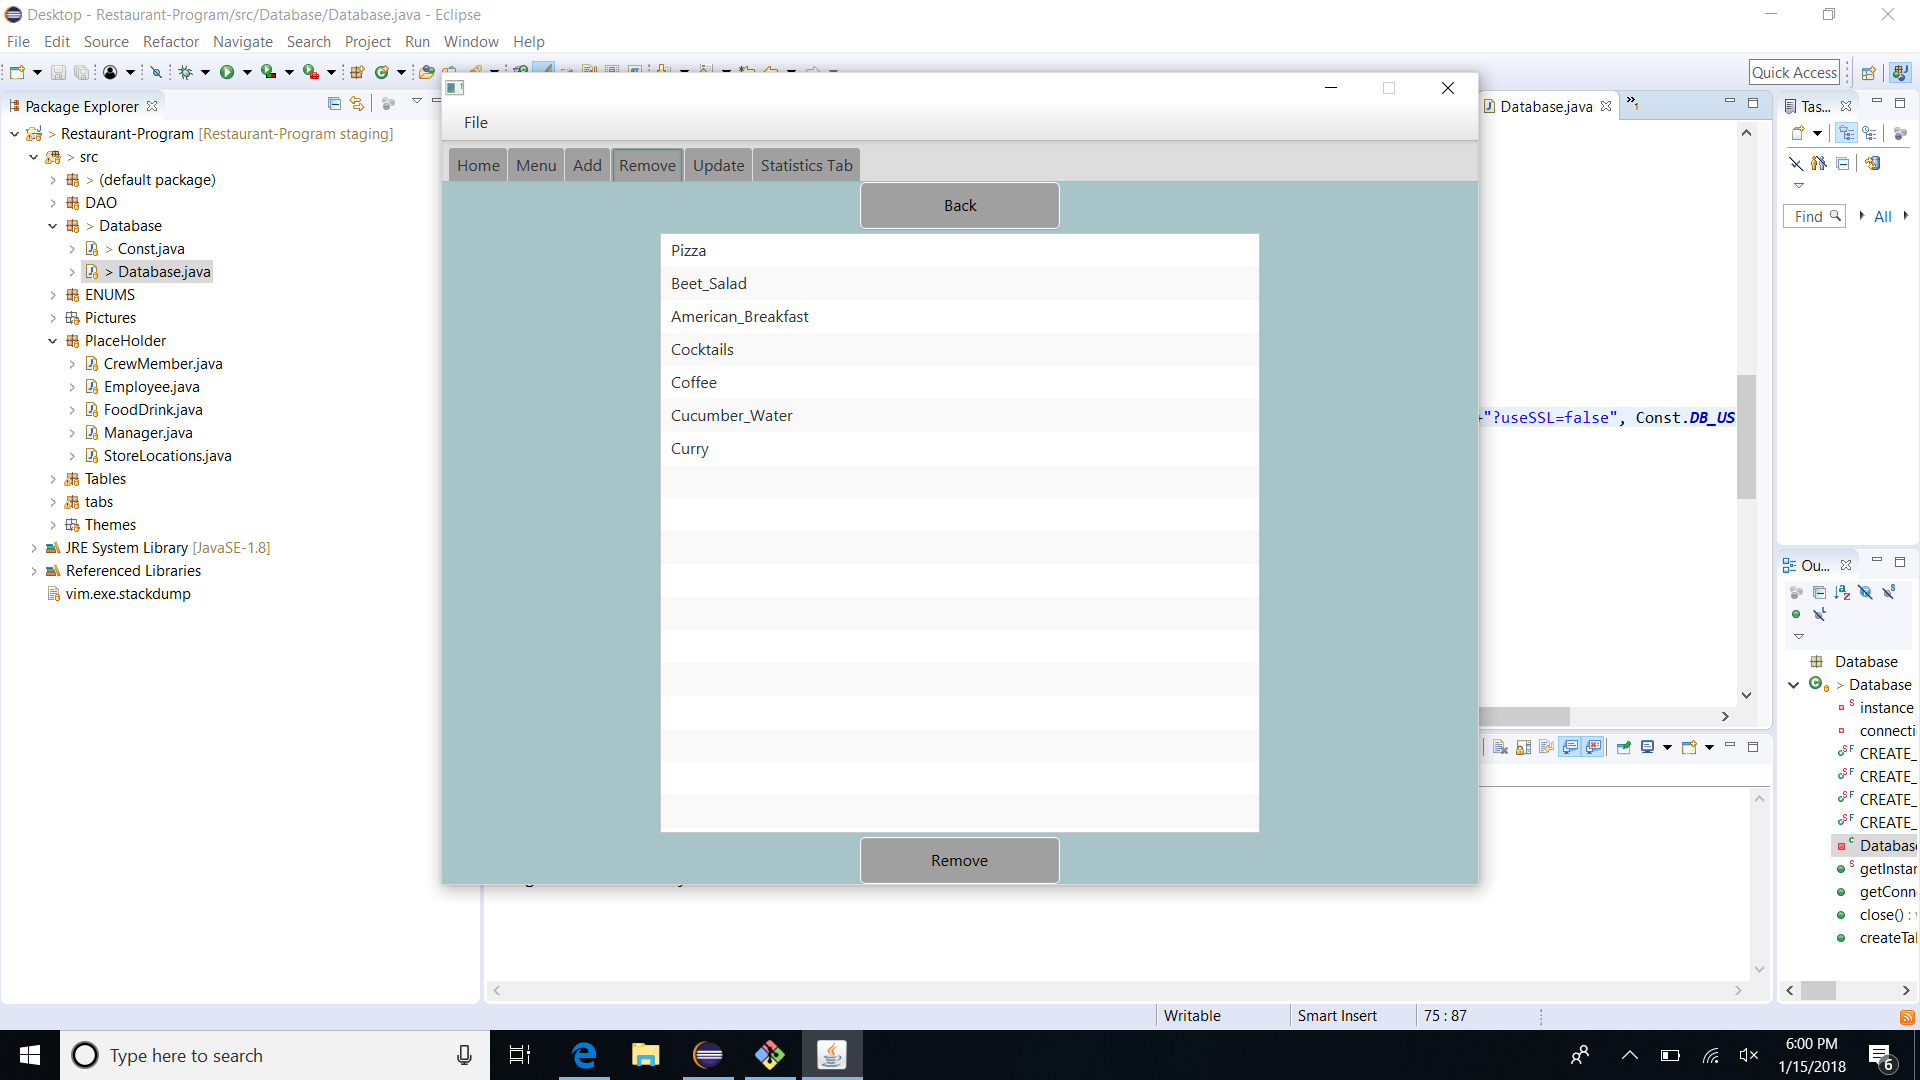 Desktop - Restaurant-Program/src/Database/Database.java - Eclipse
File Edit Source Refactor Navigate Search Project Run Window Help
Quick Access
Package Explorer
> Restaurant-Program [Restaurant-Program staging]
> src
> (default package)
DAO
> Database
> Const.java
> Database.java
ENUMS
Pictures
PlaceHolder
CrewMember.java
Employee.java
FoodDrink.java
Manager.java
StoreLocations.java
Tables
tabs
Themes
JRE System Library [JavaSE-1.8]
Referenced Libraries
vim.exe.stackdump
File
Home Menu Add Remove Update Statistics Tab
Back
Pizza
Beet_Salad
American_Breakfast
Cocktails
Coffee
Cucumber_Water
Curry
Remove
Database.java
»1
+"?useSSL=false", Const.DB_US
Tas...
Find All
Ou...
Database
> Database
instance
connecti
CREATE_
CREATE_
CREATE_
CREATE_
Databas
getInstar
getConn
close() :
createTal
Writable Smart Insert 75 : 87
Type here to search
6:00 PM
1/15/2018
6